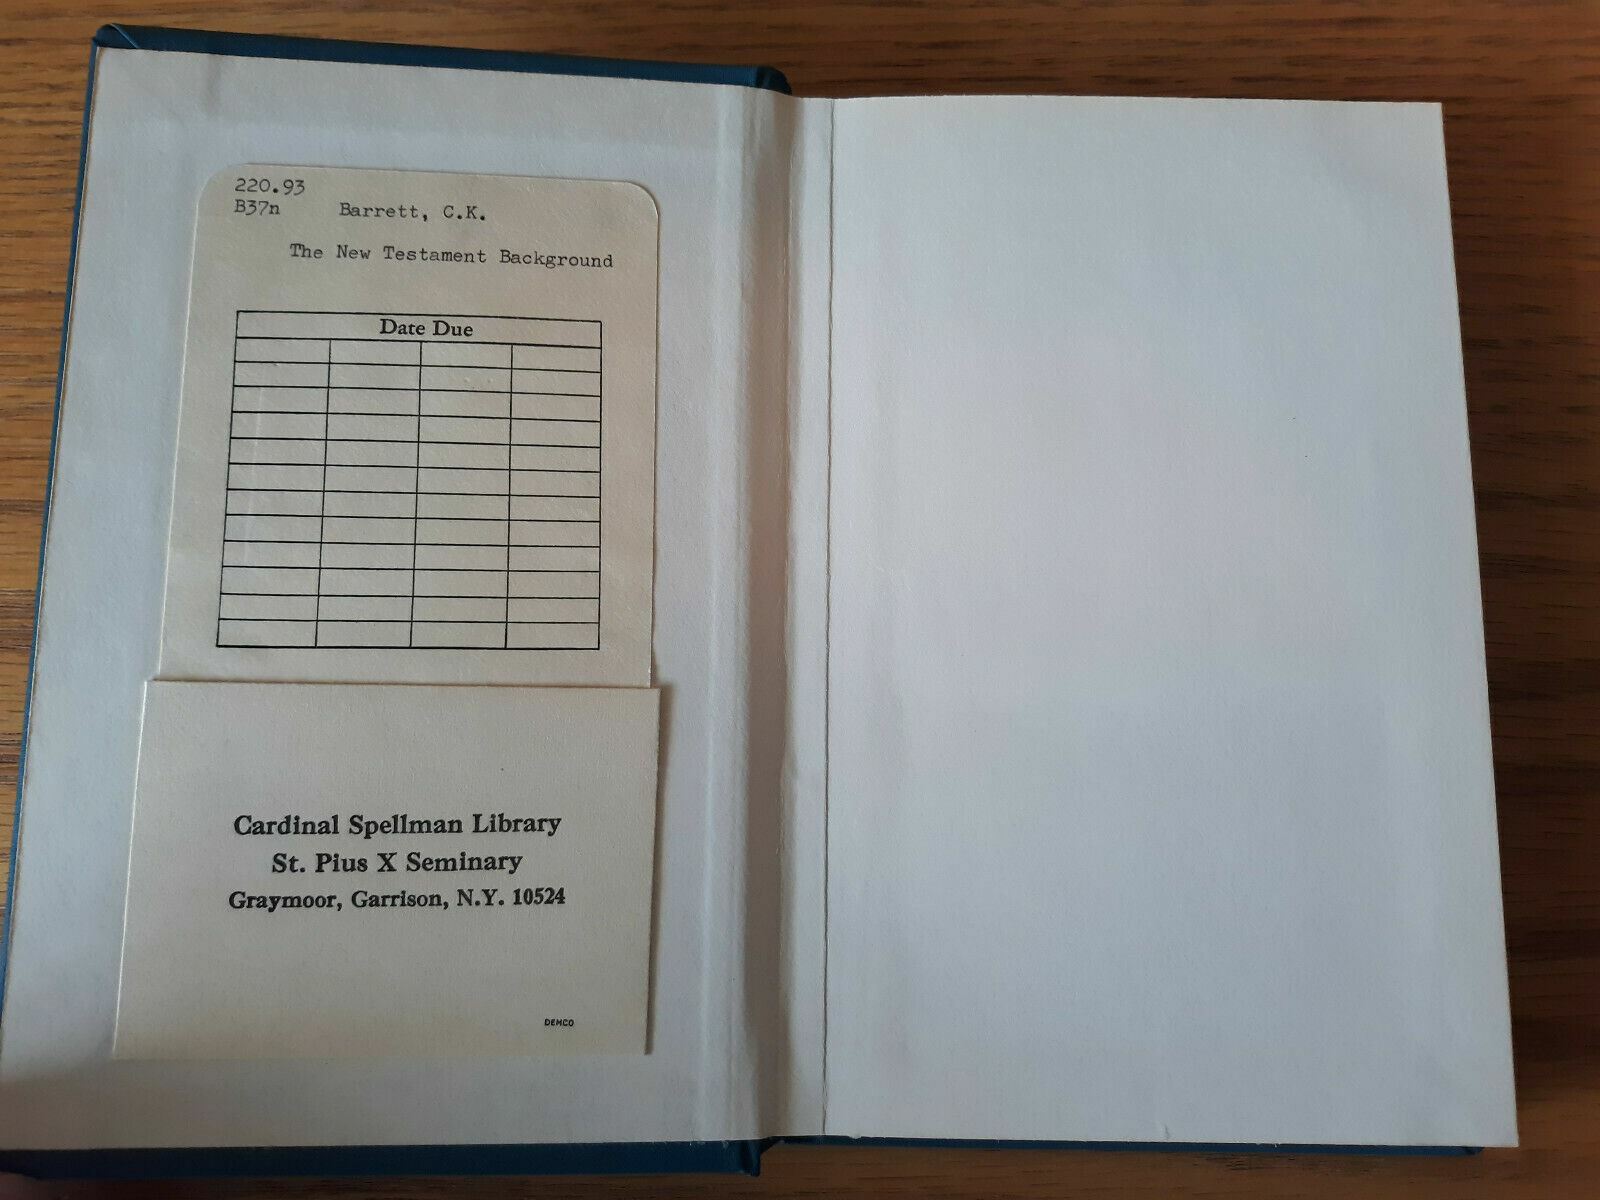 220.93
B37n Barrett, C.K.
The New Testament Background
Date Due
Cardinal Spellman Library
St. Pius X Seminary
Graymoor, Garrison, N.Y. 10524
DEMCO